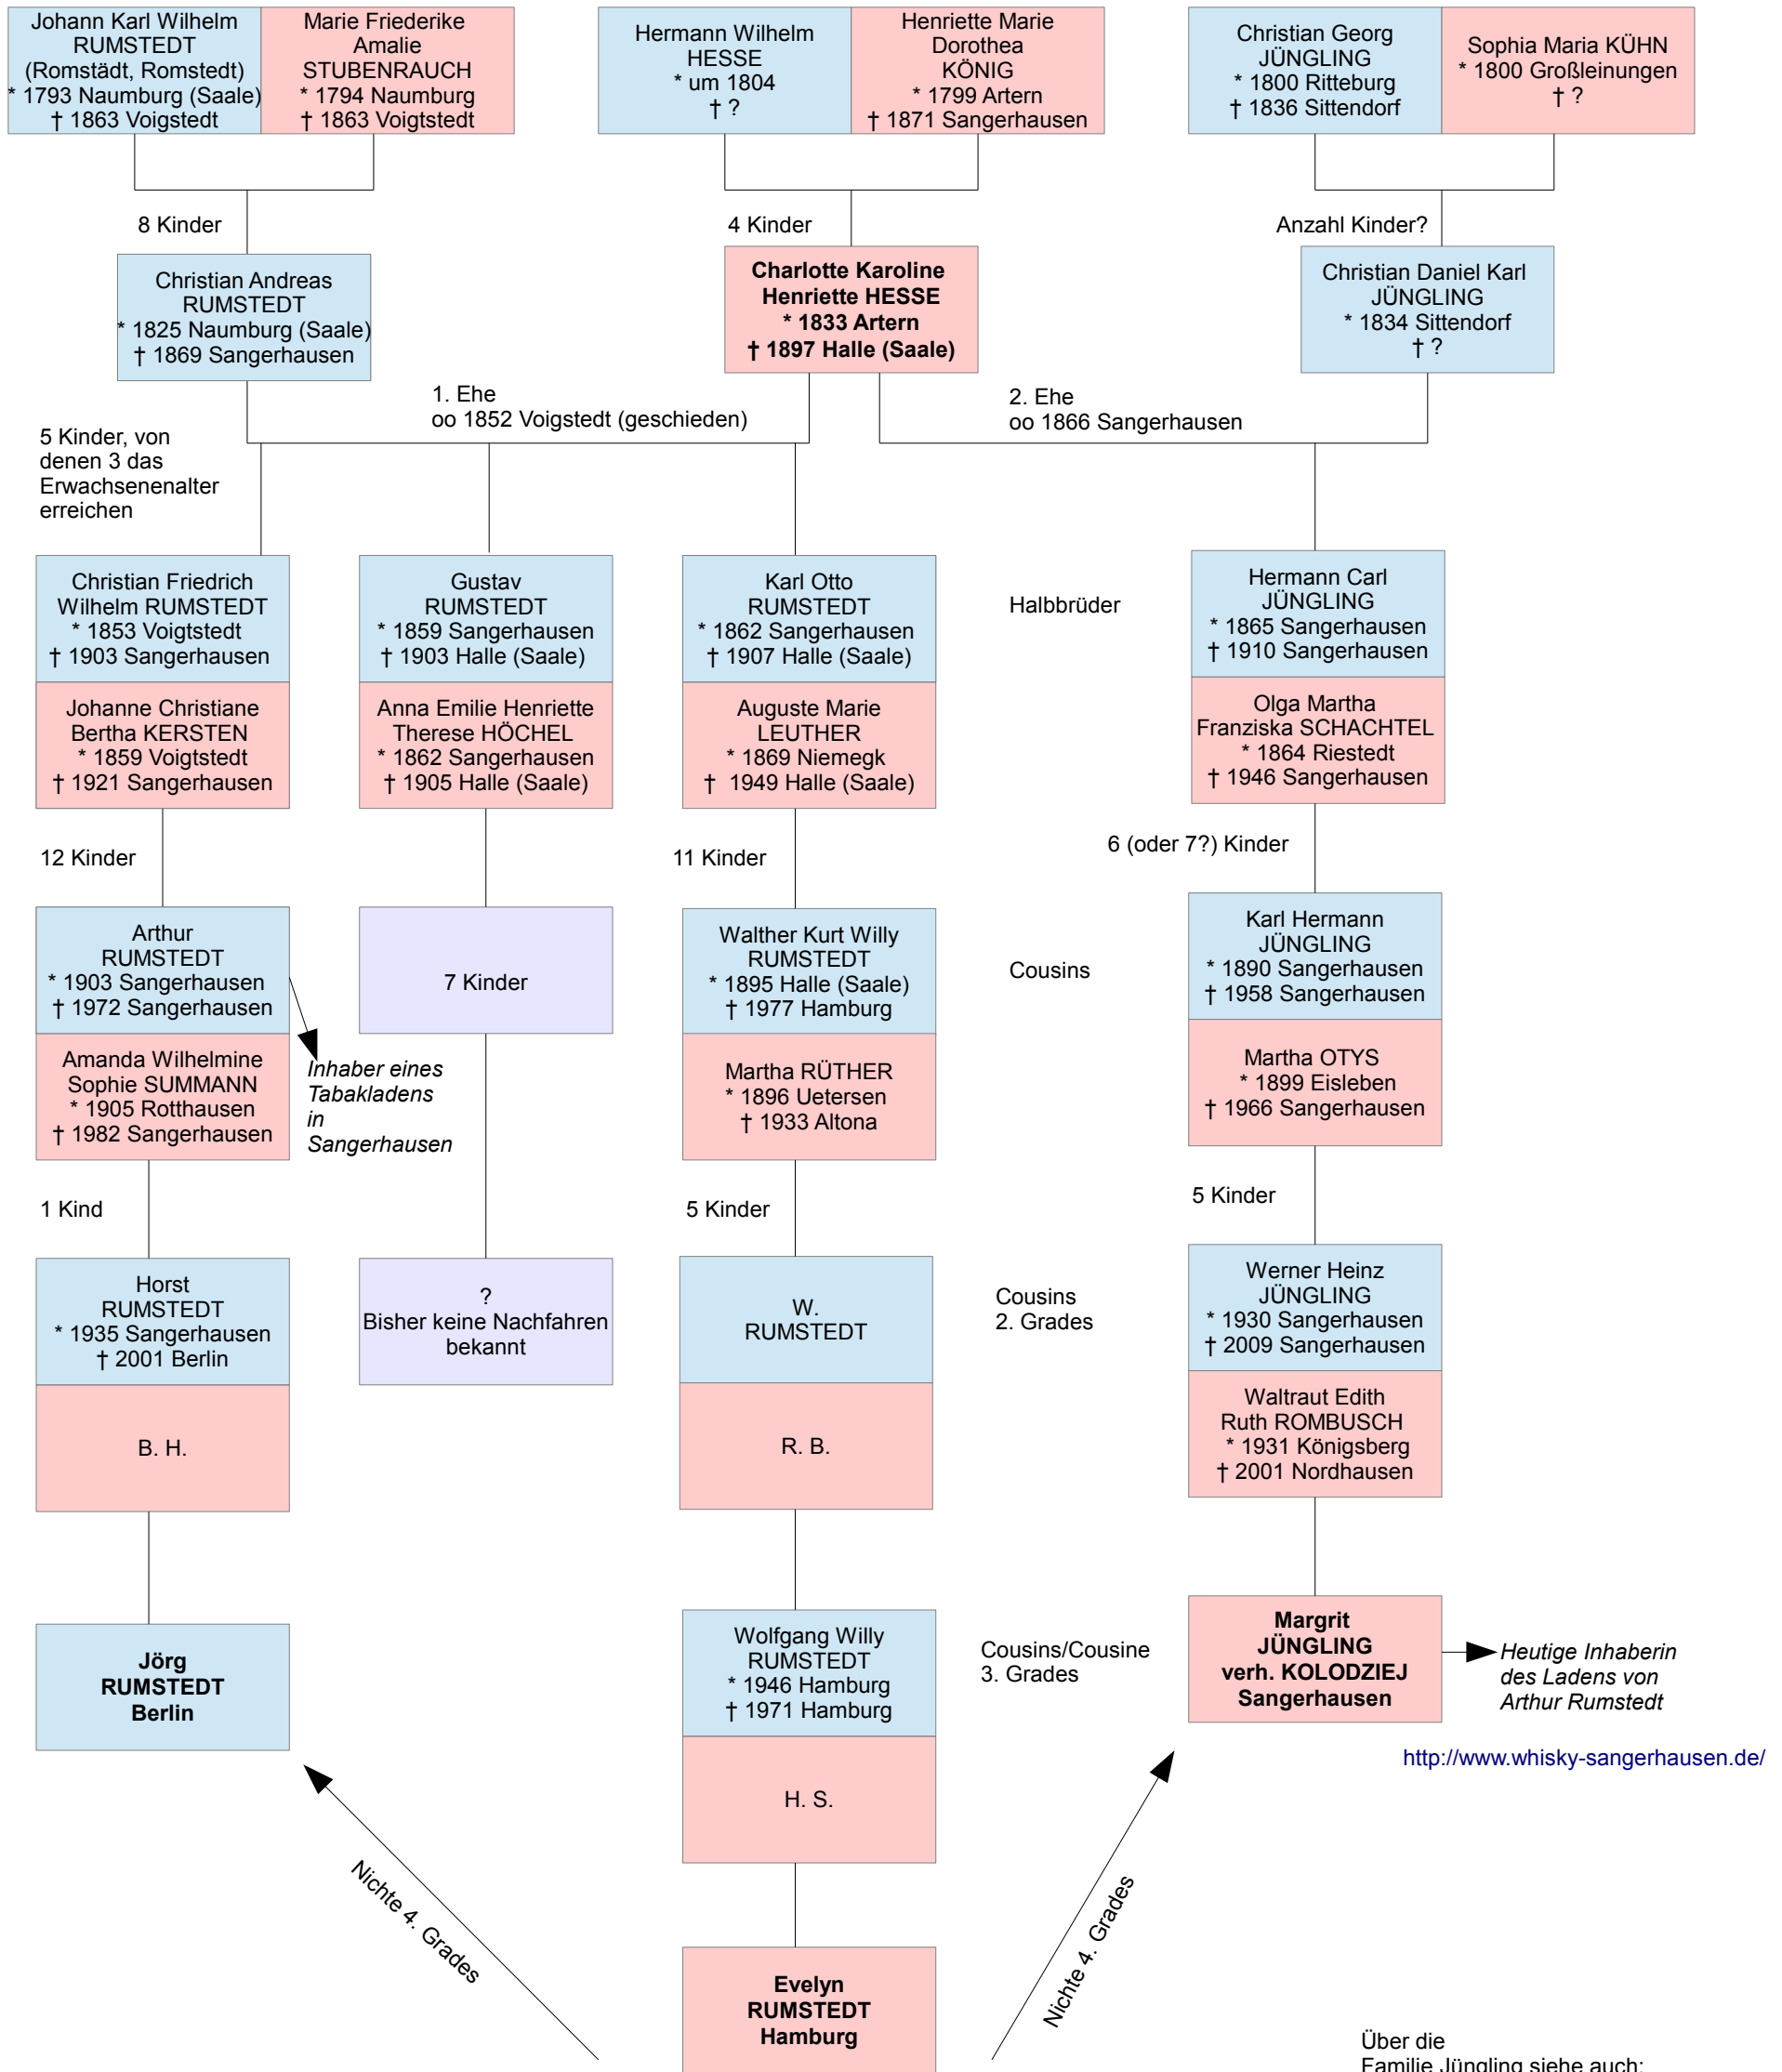 Johann Karl Wilhelm
RUMSTEDT
(Romstädt, Romstedt)
* 1793 Naumburg (Saale)
† 1863 Voigstedt
Marie Friederike
Amalie
STUBENRAUCH
* 1794 Naumburg
† 1863 Voigtstedt
Hermann Wilhelm
HESSE
* um 1804
† ?
Henriette Marie
Dorothea
KÖNIG
* 1799 Artern
† 1871 Sangerhausen
Christian Georg
JÜNGLING
* 1800 Ritteburg
† 1836 Sittendorf
Sophia Maria KÜHN
* 1800 Großleinungen
† ?
8 Kinder
4 Kinder
Anzahl Kinder?
Christian Andreas
RUMSTEDT
* 1825 Naumburg (Saale)
† 1869 Sangerhausen
Charlotte Karoline
Henriette HESSE
* 1833 Artern
† 1897 Halle (Saale)
Christian Daniel Karl
JÜNGLING
* 1834 Sittendorf
† ?
1. Ehe
oo 1852 Voigstedt (geschieden)
2. Ehe
oo 1866 Sangerhausen
5 Kinder, von
denen 3 das
Erwachsenenalter
erreichen
Christian Friedrich
Wilhelm RUMSTEDT
* 1853 Voigtstedt
† 1903 Sangerhausen
Johanne Christiane
Bertha KERSTEN
* 1859 Voigtstedt
† 1921 Sangerhausen
Gustav
RUMSTEDT
* 1859 Sangerhausen
† 1903 Halle (Saale)
Anna Emilie Henriette
Therese HÖCHEL
* 1862 Sangerhausen
† 1905 Halle (Saale)
Karl Otto
RUMSTEDT
* 1862 Sangerhausen
† 1907 Halle (Saale)
Auguste Marie
LEUTHER
* 1869 Niemegk
† 1949 Halle (Saale)
Halbbrüder
Hermann Carl
JÜNGLING
* 1865 Sangerhausen
† 1910 Sangerhausen
Olga Martha
Franziska SCHACHTEL
* 1864 Riestedt
† 1946 Sangerhausen
12 Kinder
11 Kinder
6 (oder 7?) Kinder
Arthur
RUMSTEDT
* 1903 Sangerhausen
† 1972 Sangerhausen
Amanda Wilhelmine
Sophie SUMMANN
* 1905 Rotthausen
† 1982 Sangerhausen
Inhaber eines
Tabakladens
in
Sangerhausen
7 Kinder
Walther Kurt Willy
RUMSTEDT
* 1895 Halle (Saale)
† 1977 Hamburg
Martha RÜTHER
* 1896 Uetersen
† 1933 Altona
Cousins
Karl Hermann
JÜNGLING
* 1890 Sangerhausen
† 1958 Sangerhausen
Martha OTYS
* 1899 Eisleben
† 1966 Sangerhausen
1 Kind
5 Kinder
5 Kinder
Horst
RUMSTEDT
* 1935 Sangerhausen
† 2001 Berlin
B. H.
?
Bisher keine Nachfahren
bekannt
W.
RUMSTEDT
R. B.
Cousins
2. Grades
Werner Heinz
JÜNGLING
* 1930 Sangerhausen
† 2009 Sangerhausen
Waltraut Edith
Ruth ROMBUSCH
* 1931 Königsberg
† 2001 Nordhausen
Jörg
RUMSTEDT
Berlin
Wolfgang Willy
RUMSTEDT
* 1946 Hamburg
† 1971 Hamburg
H. S.
Cousins/Cousine
3. Grades
Margrit
JÜNGLING
verh. KOLODZIEJ
Sangerhausen
Heutige Inhaberin
des Ladens von
Arthur Rumstedt
http://www.whisky-sangerhausen.de/
Nichte 4. Grades
Nichte 4. Grades
Evelyn
RUMSTEDT
Hamburg
Über die
Familie Jüngling siehe auch: